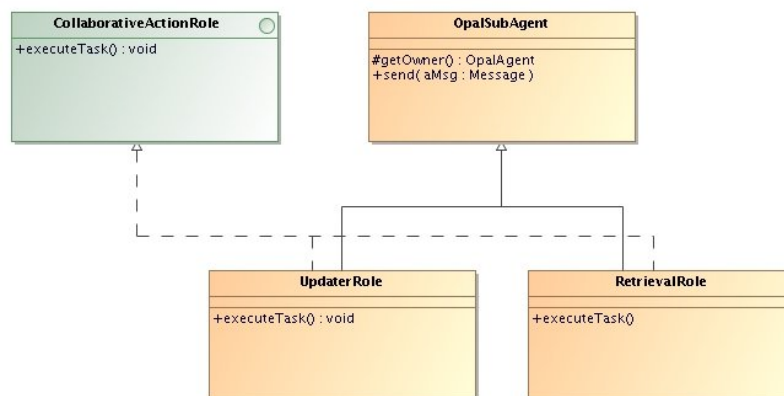 CollaborativeActionRole
+executeTask() : void
OpalSubAgent
#getOwner() : OpalAgent
+send( aMsg : Message )
UpdaterRole
+executeTask() : void
RetrievalRole
+executeTask()